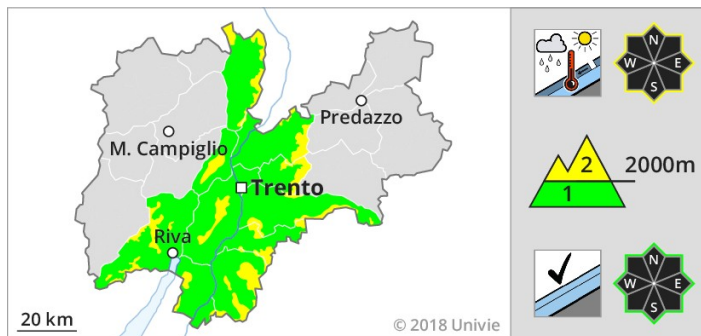 M. Campiglio
Predazzo
Trento
Riva
20 km
© 2018 Univie
N
W E
S
2 2000m
1
N
W E
S